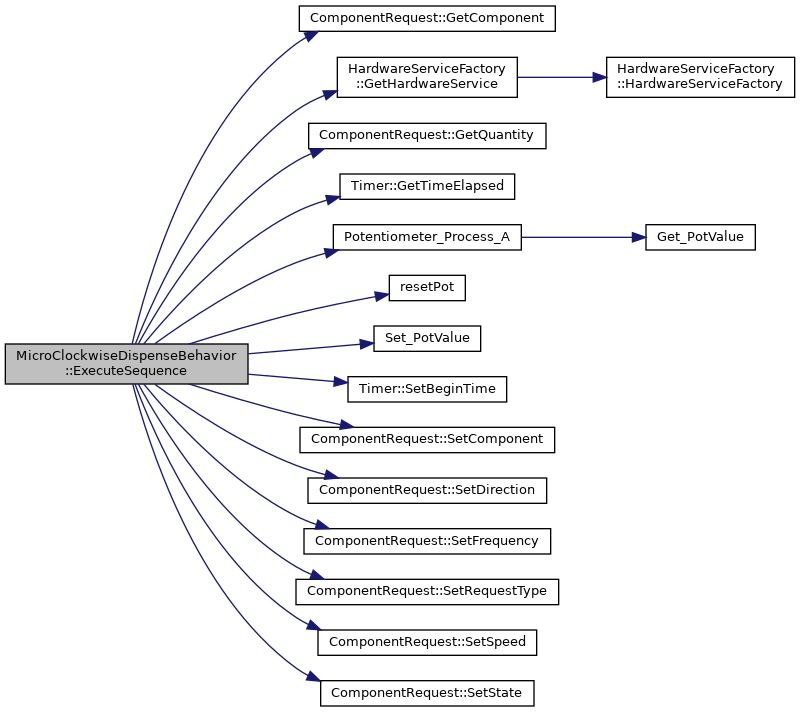 ComponentRequest::GetComponent
HardwareServiceFactory
::GetHardwareService
HardwareServiceFactory
::HardwareServiceFactory
ComponentRequest::GetQuantity
Timer::GetTimeElapsed
Potentiometer_Process_A
Get_PotValue
resetPot
Set_PotValue
MicroClockwiseDispenseBehavior
::ExecuteSequence
Timer::SetBeginTime
ComponentRequest::SetComponent
ComponentRequest::SetDirection
ComponentRequest::SetFrequency
ComponentRequest::SetRequestType
ComponentRequest::SetSpeed
ComponentRequest::SetState